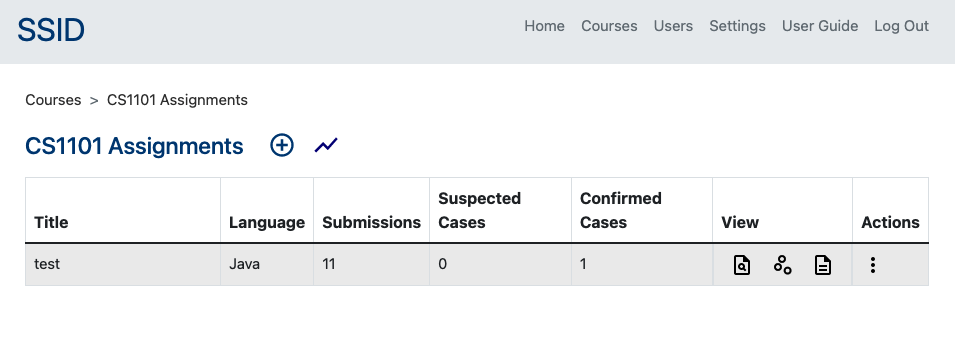 SSID
Home Courses Users Settings User Guide Log Out
Courses > CS1101 Assignments
CS1101 Assignments
Title Language Submissions Suspected Cases Confirmed Cases View Actions
test Java 11 0 1